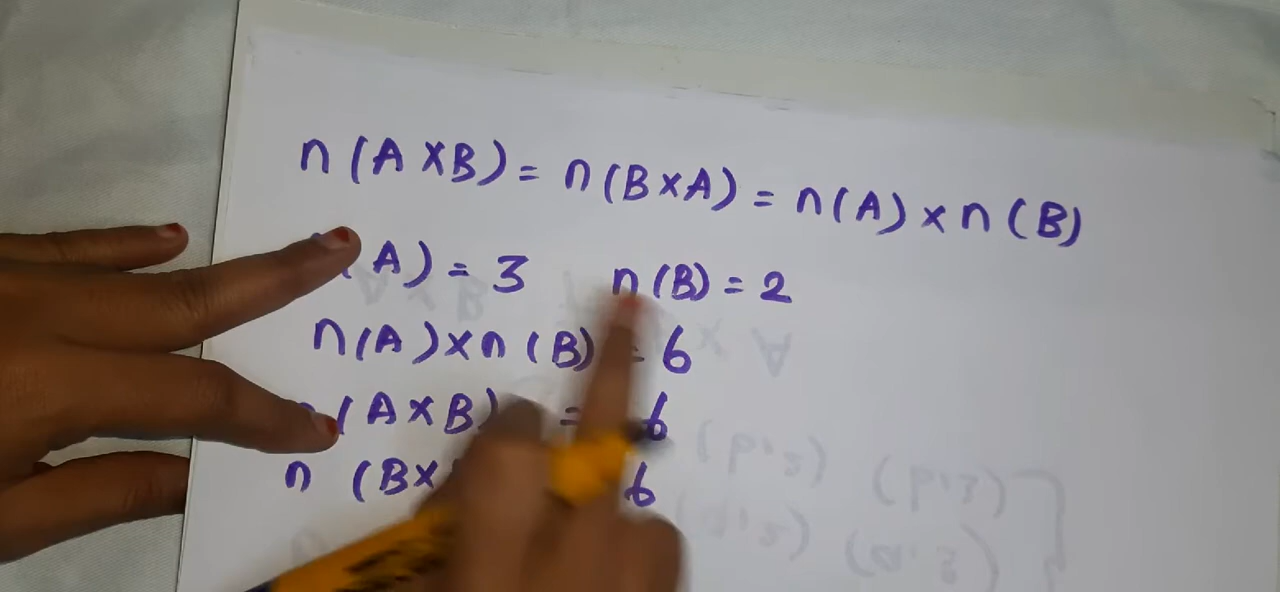 n(A×B) = n(B×A) = n(A)×n(B)
(A) = 3 n(B) = 2
n(A)×n(B) = 6
(A×B) = 6
n (B× 6